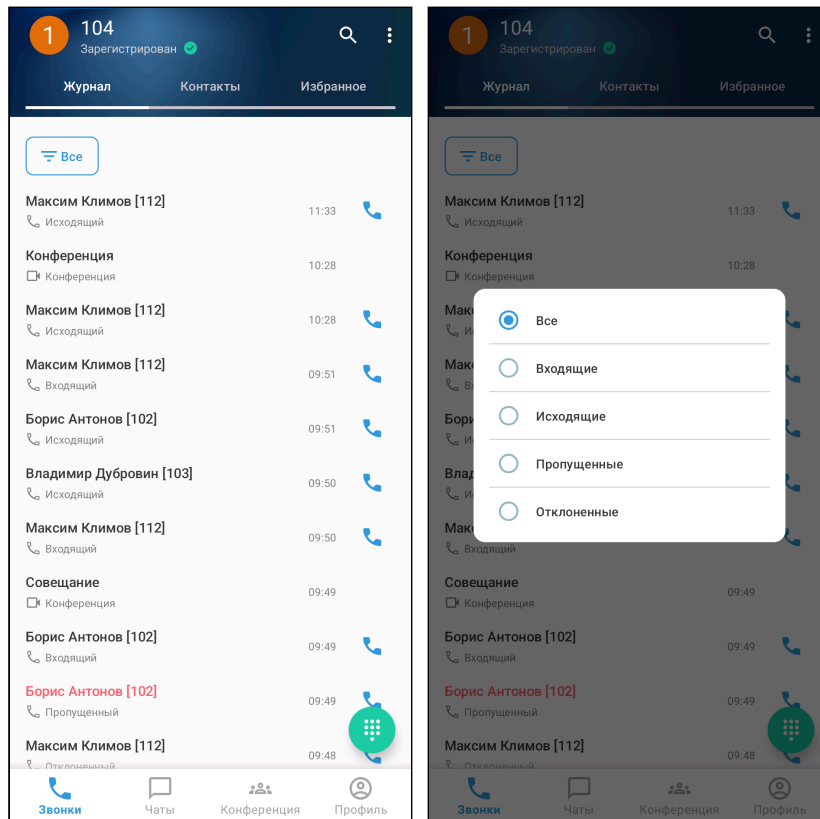 1
104
Зарегистрирован
Журнал Контакты Избранное
Все
Максим Климов [112]
Исходящий
11:33
Конференция
Конференция
10:28
Максим Климов [112]
Исходящий
10:28
Максим Климов [112]
Входящий
09:51
Борис Антонов [102]
Исходящий
09:51
Владимир Дубровин [103]
Исходящий
09:50
Максим Климов [112]
Входящий
09:50
Совещание
Конференция
09:49
Борис Антонов [102]
Входящий
09:49
Борис Антонов [102]
Пропущенный
09:49
Максим Климов [112]
Отклоненный
09:48
Звонки Чаты Конференция Профиль
1
104
Зарегистрирован
Журнал Контакты Избранное
Все
Максим Климов [112]
Исходящий
11:33
Конференция
Конференция
10:28
Все
Входящие
Исходящие
Пропущенные
Отклоненные
Входящий
Совещание
Конференция
09:49
Борис Антонов [102]
Входящий
09:49
Борис Антонов [102]
Пропущенный
09:49
Максим Климов [112]
Отклоненный
09:48
Звонки Чаты Конференция Профиль